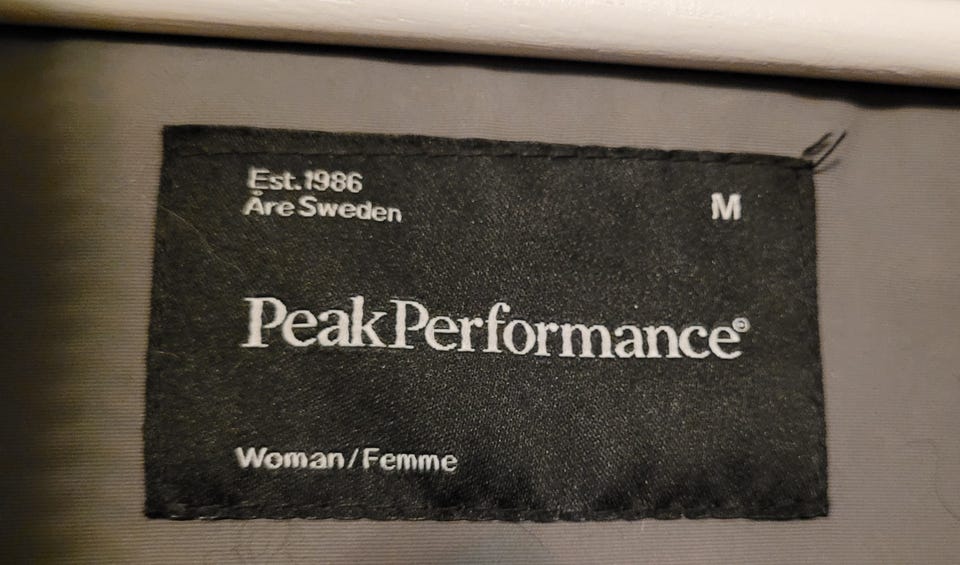 Est.1986
Åre Sweden
M
PeakPerformance®
Woman/Femme